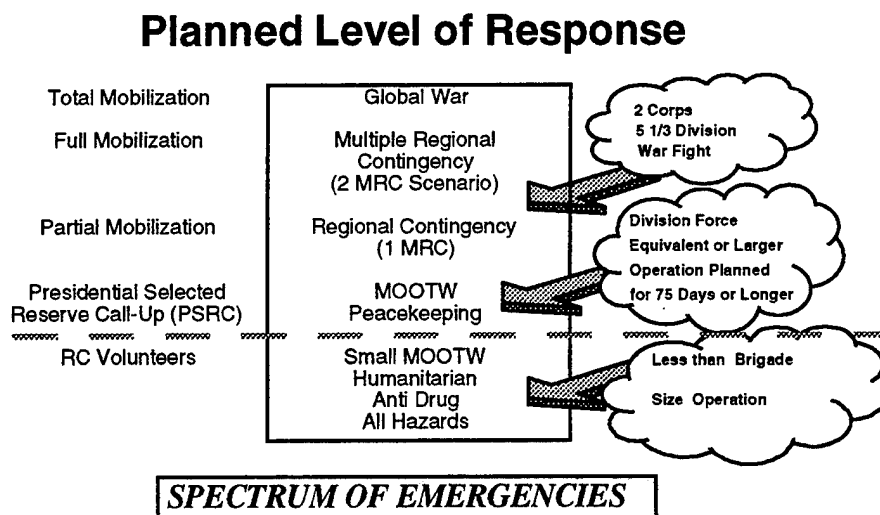 Planned Level of Response
Total Mobilization
Global War
2 Corps
5 1/3 Division
War Fight
Full Mobilization
Multiple Regional
Contingency
(2 MRC Scenario)
Partial Mobilization
Regional Contingency
(1 MRC)
Division Force
Equivalent or Larger
Operation Planned
for 75 Days or Longer
Presidential Selected
Reserve Call-Up (PSRC)
MOOTW
Peacekeeping
RC Volunteers
Small MOOTW
Humanitarian
Anti Drug
All Hazards
Less than Brigade
Size Operation
SPECTRUM OF EMERGENCIES